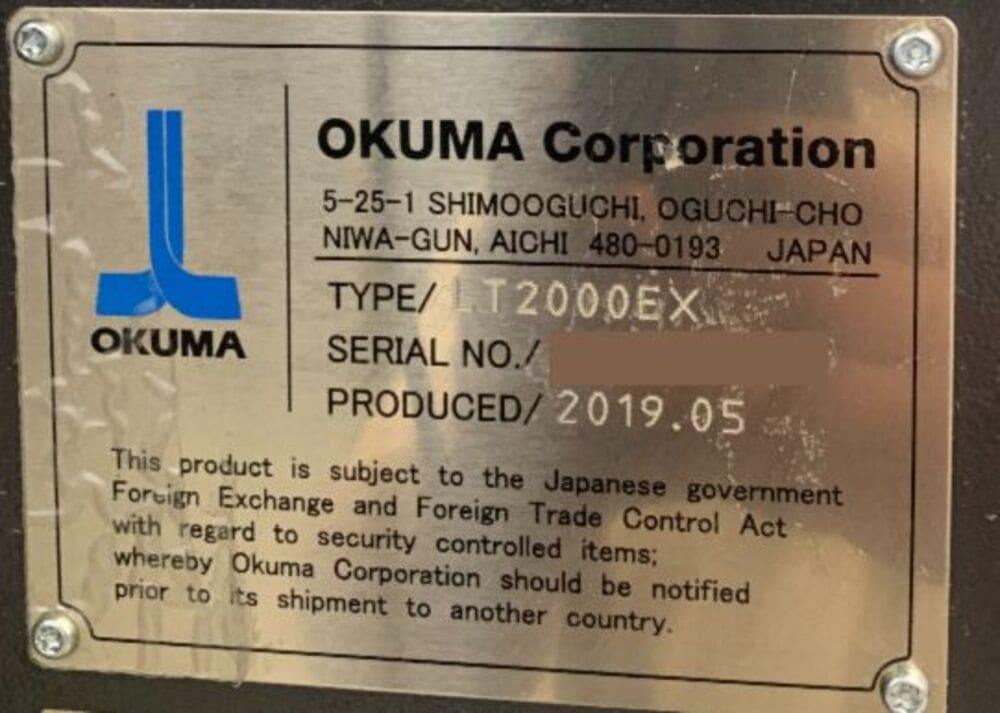 OKUMA
OKUMA Corporation
5-25-1 SHIMOOGUCHI, OGUCHI-CHO
NIWA-GUN, AICHI 480-0193 JAPAN
TYPE/ LT2000EX
SERIAL NO./
PRODUCED/ 2019.05
This product is subject to the Japanese government
Foreign Exchange and Foreign Trade Control Act
with regard to security controlled items;
whereby Okuma Corporation should be notified
prior to its shipment to another country.